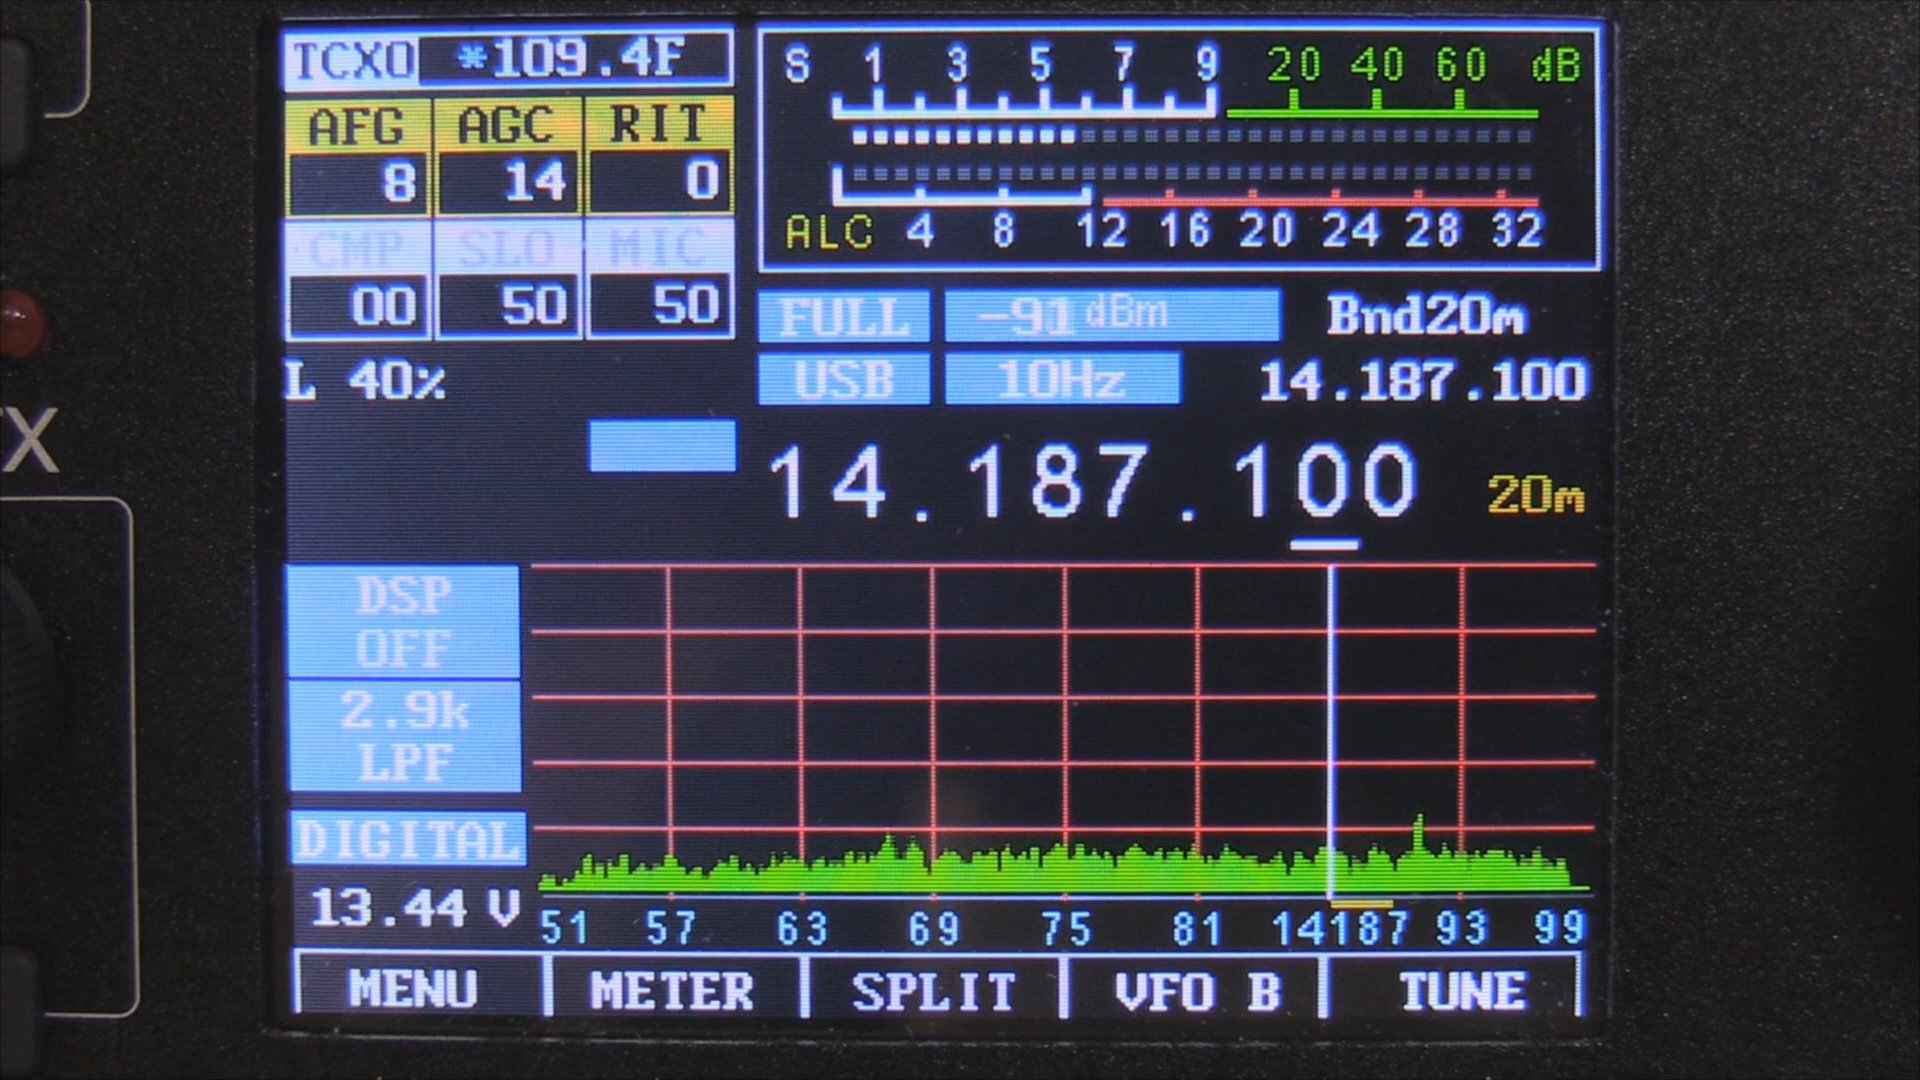 TCXO *109.4F
S 1 3 5 7 9 20 40 60 dB
AFG AGC RIT
8 14 0
ALC 4 8 12 16 20 24 28 32
CMP SLO MIC
00 50 50
FULL -91 dBm Bnd20m
L 40% USB 10Hz 14.187.100
TX
14.187.100 20m
DSP
OFF
2.9k
LPF
DIGITAL
13.44 V
51 57 63 69 75 81 14187 93 99
MENU METER SPLIT VFO B TUNE